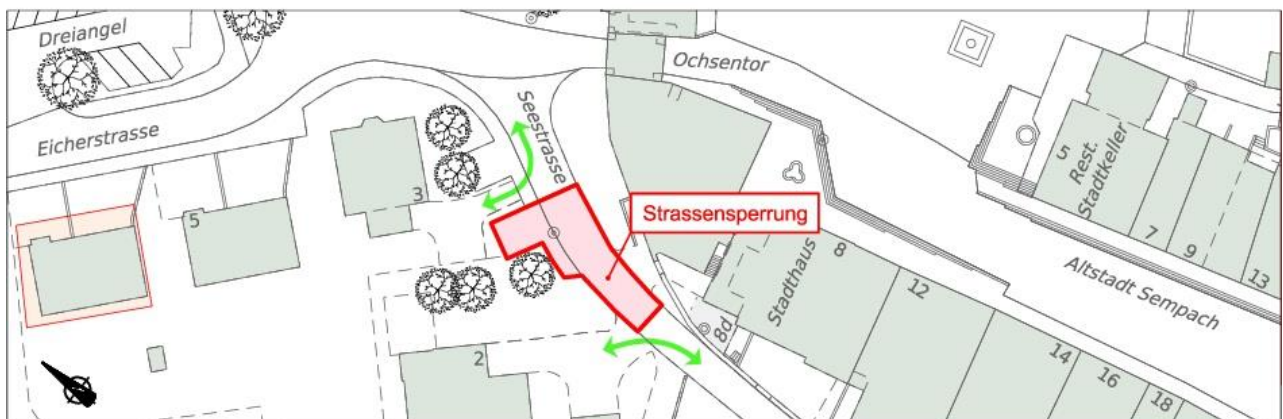 Dreiangel
Eicherstrasse
Seestrasse
Ochsentor
5
Rest.
Stadtkeller
7
9
13
Altstadt Sempach
3
5
Strassensperrung
Stadthaus
8
12
14
16
18
8d
2